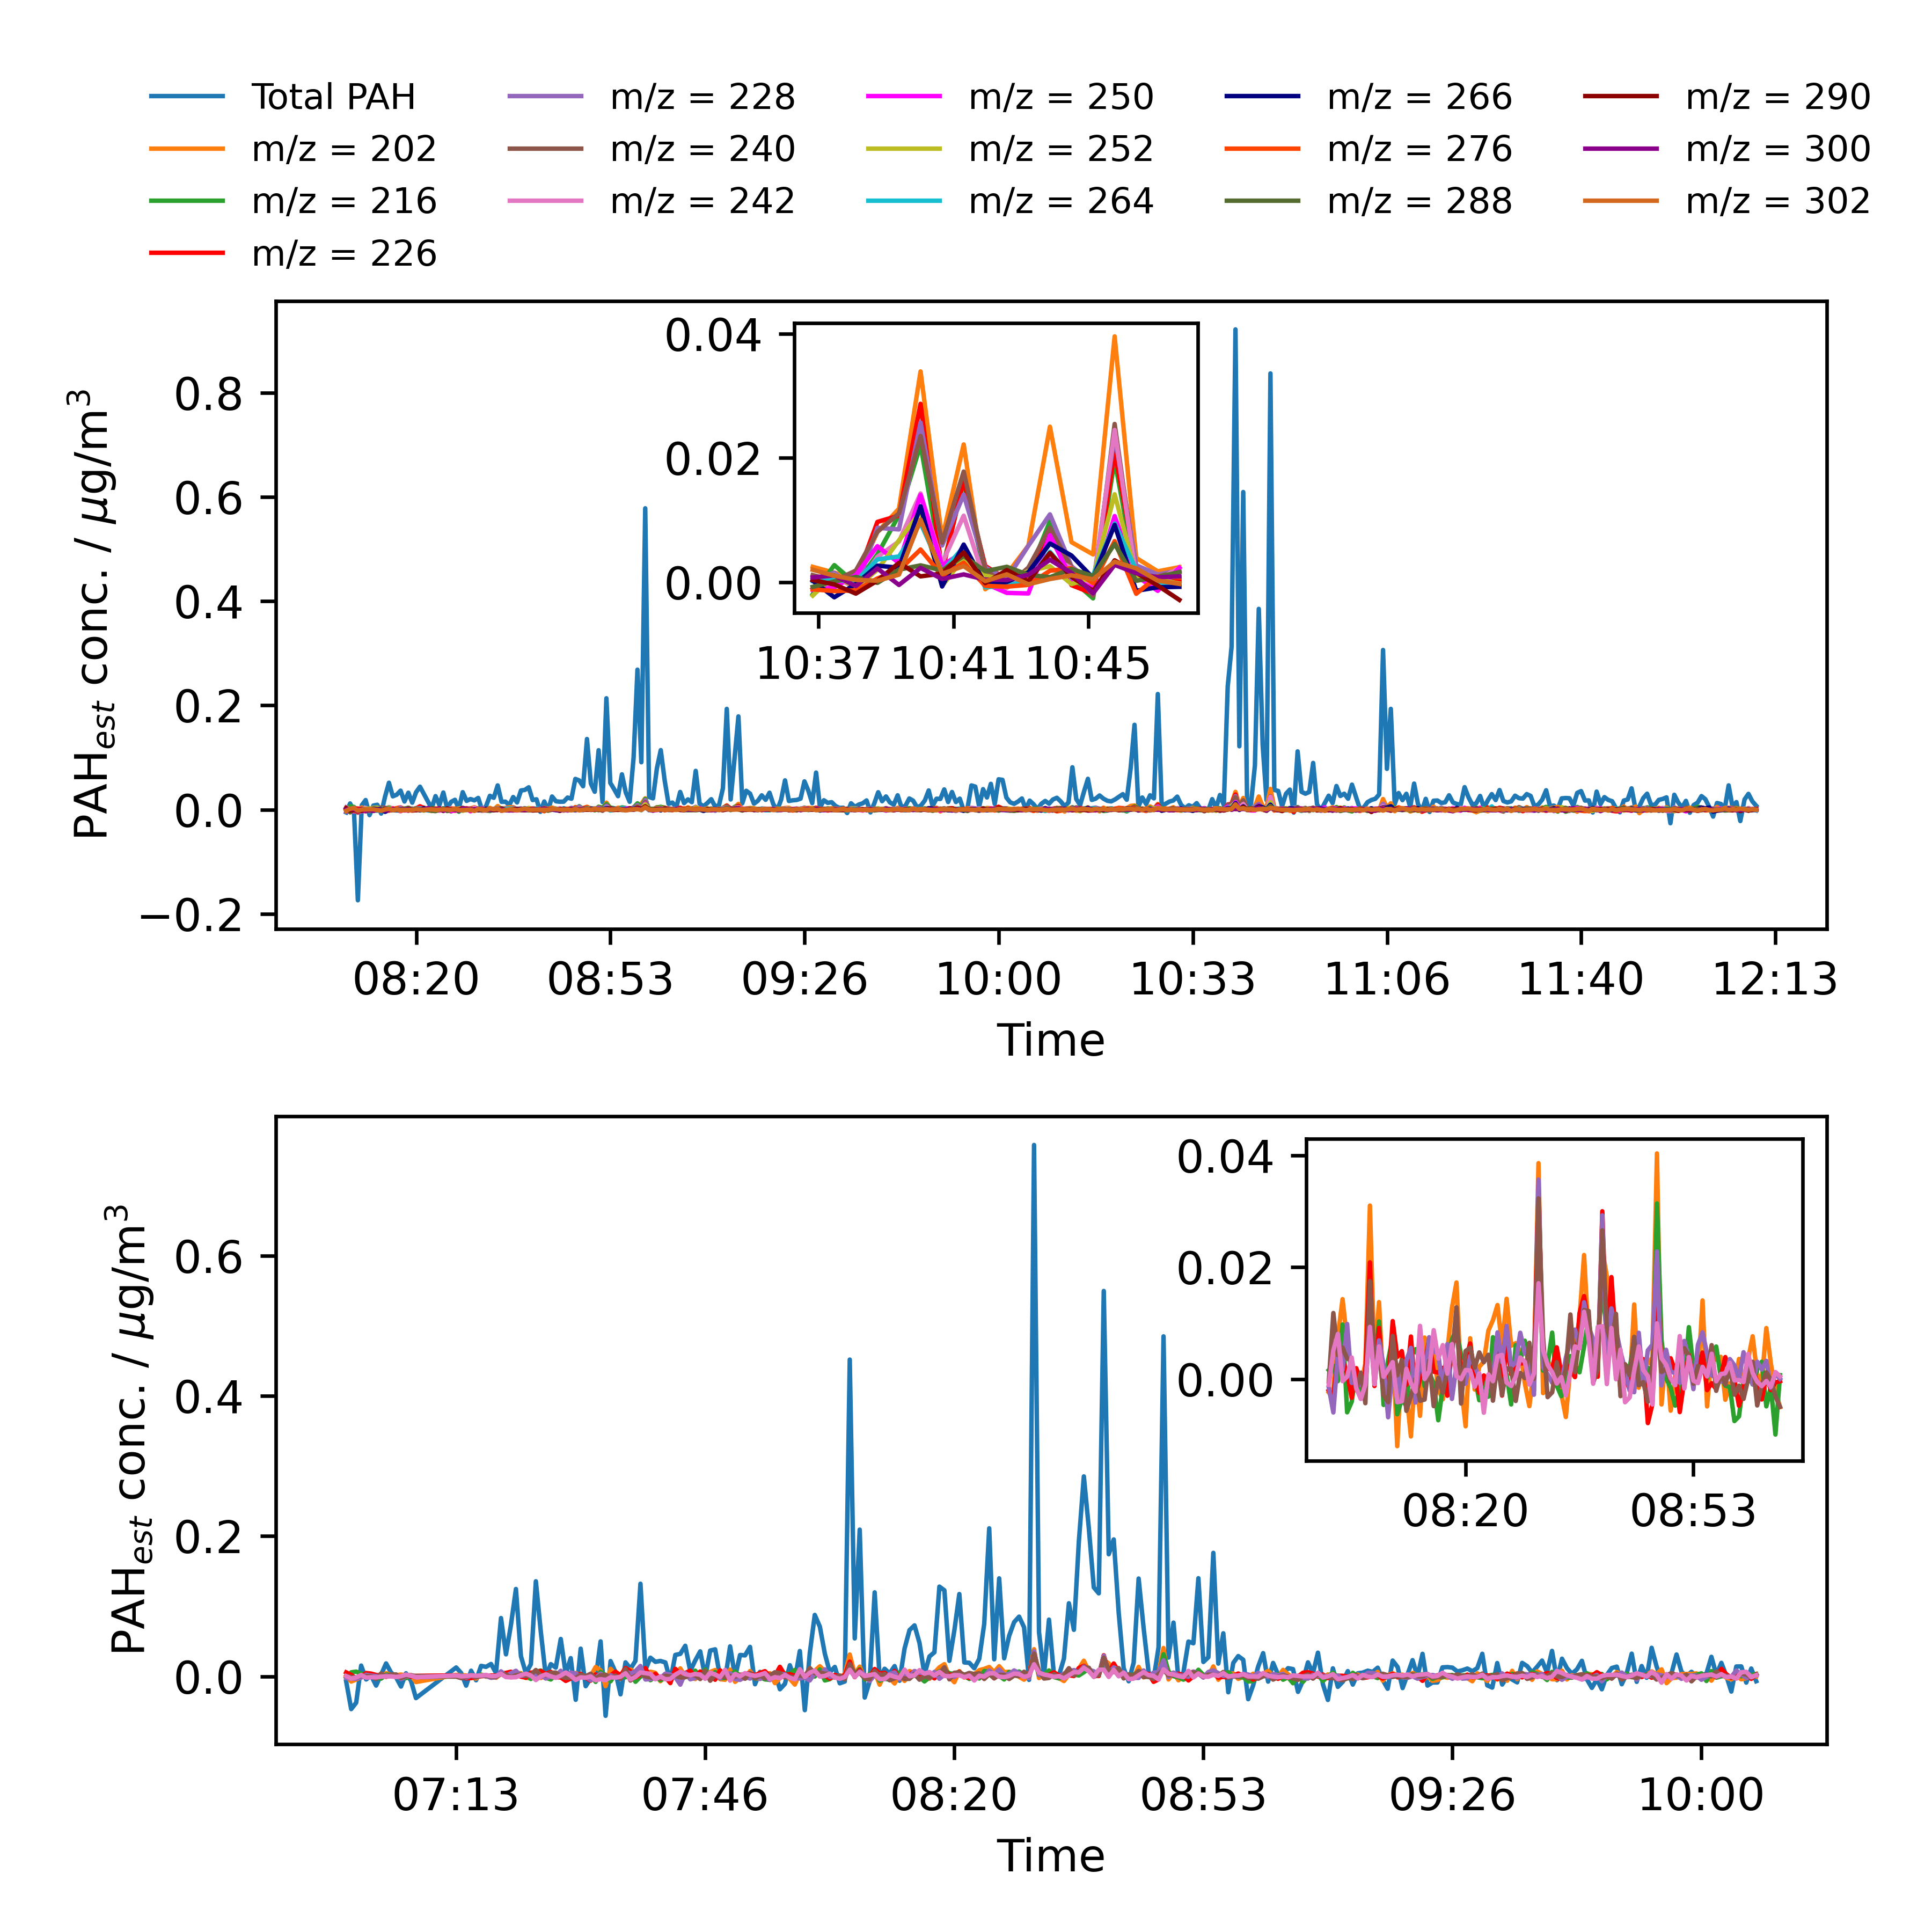 Total PAH m/z = 228 m/z = 250 m/z = 266 m/z = 290
m/z = 202 m/z = 240 m/z = 252 m/z = 276 m/z = 300
m/z = 216 m/z = 242 m/z = 264 m/z = 288 m/z = 302
m/z = 226
PAHest conc. / μg/m³
0.8
0.6
0.4
0.2
0.0
−0.2
0.04
0.02
0.00
10:37 10:41 10:45
08:20 08:53 09:26 10:00 10:33 11:06 11:40 12:13
Time
PAHest conc. / μg/m³
0.6
0.4
0.2
0.0
0.04
0.02
0.00
08:20 08:53
07:13 07:46 08:20 08:53 09:26 10:00
Time